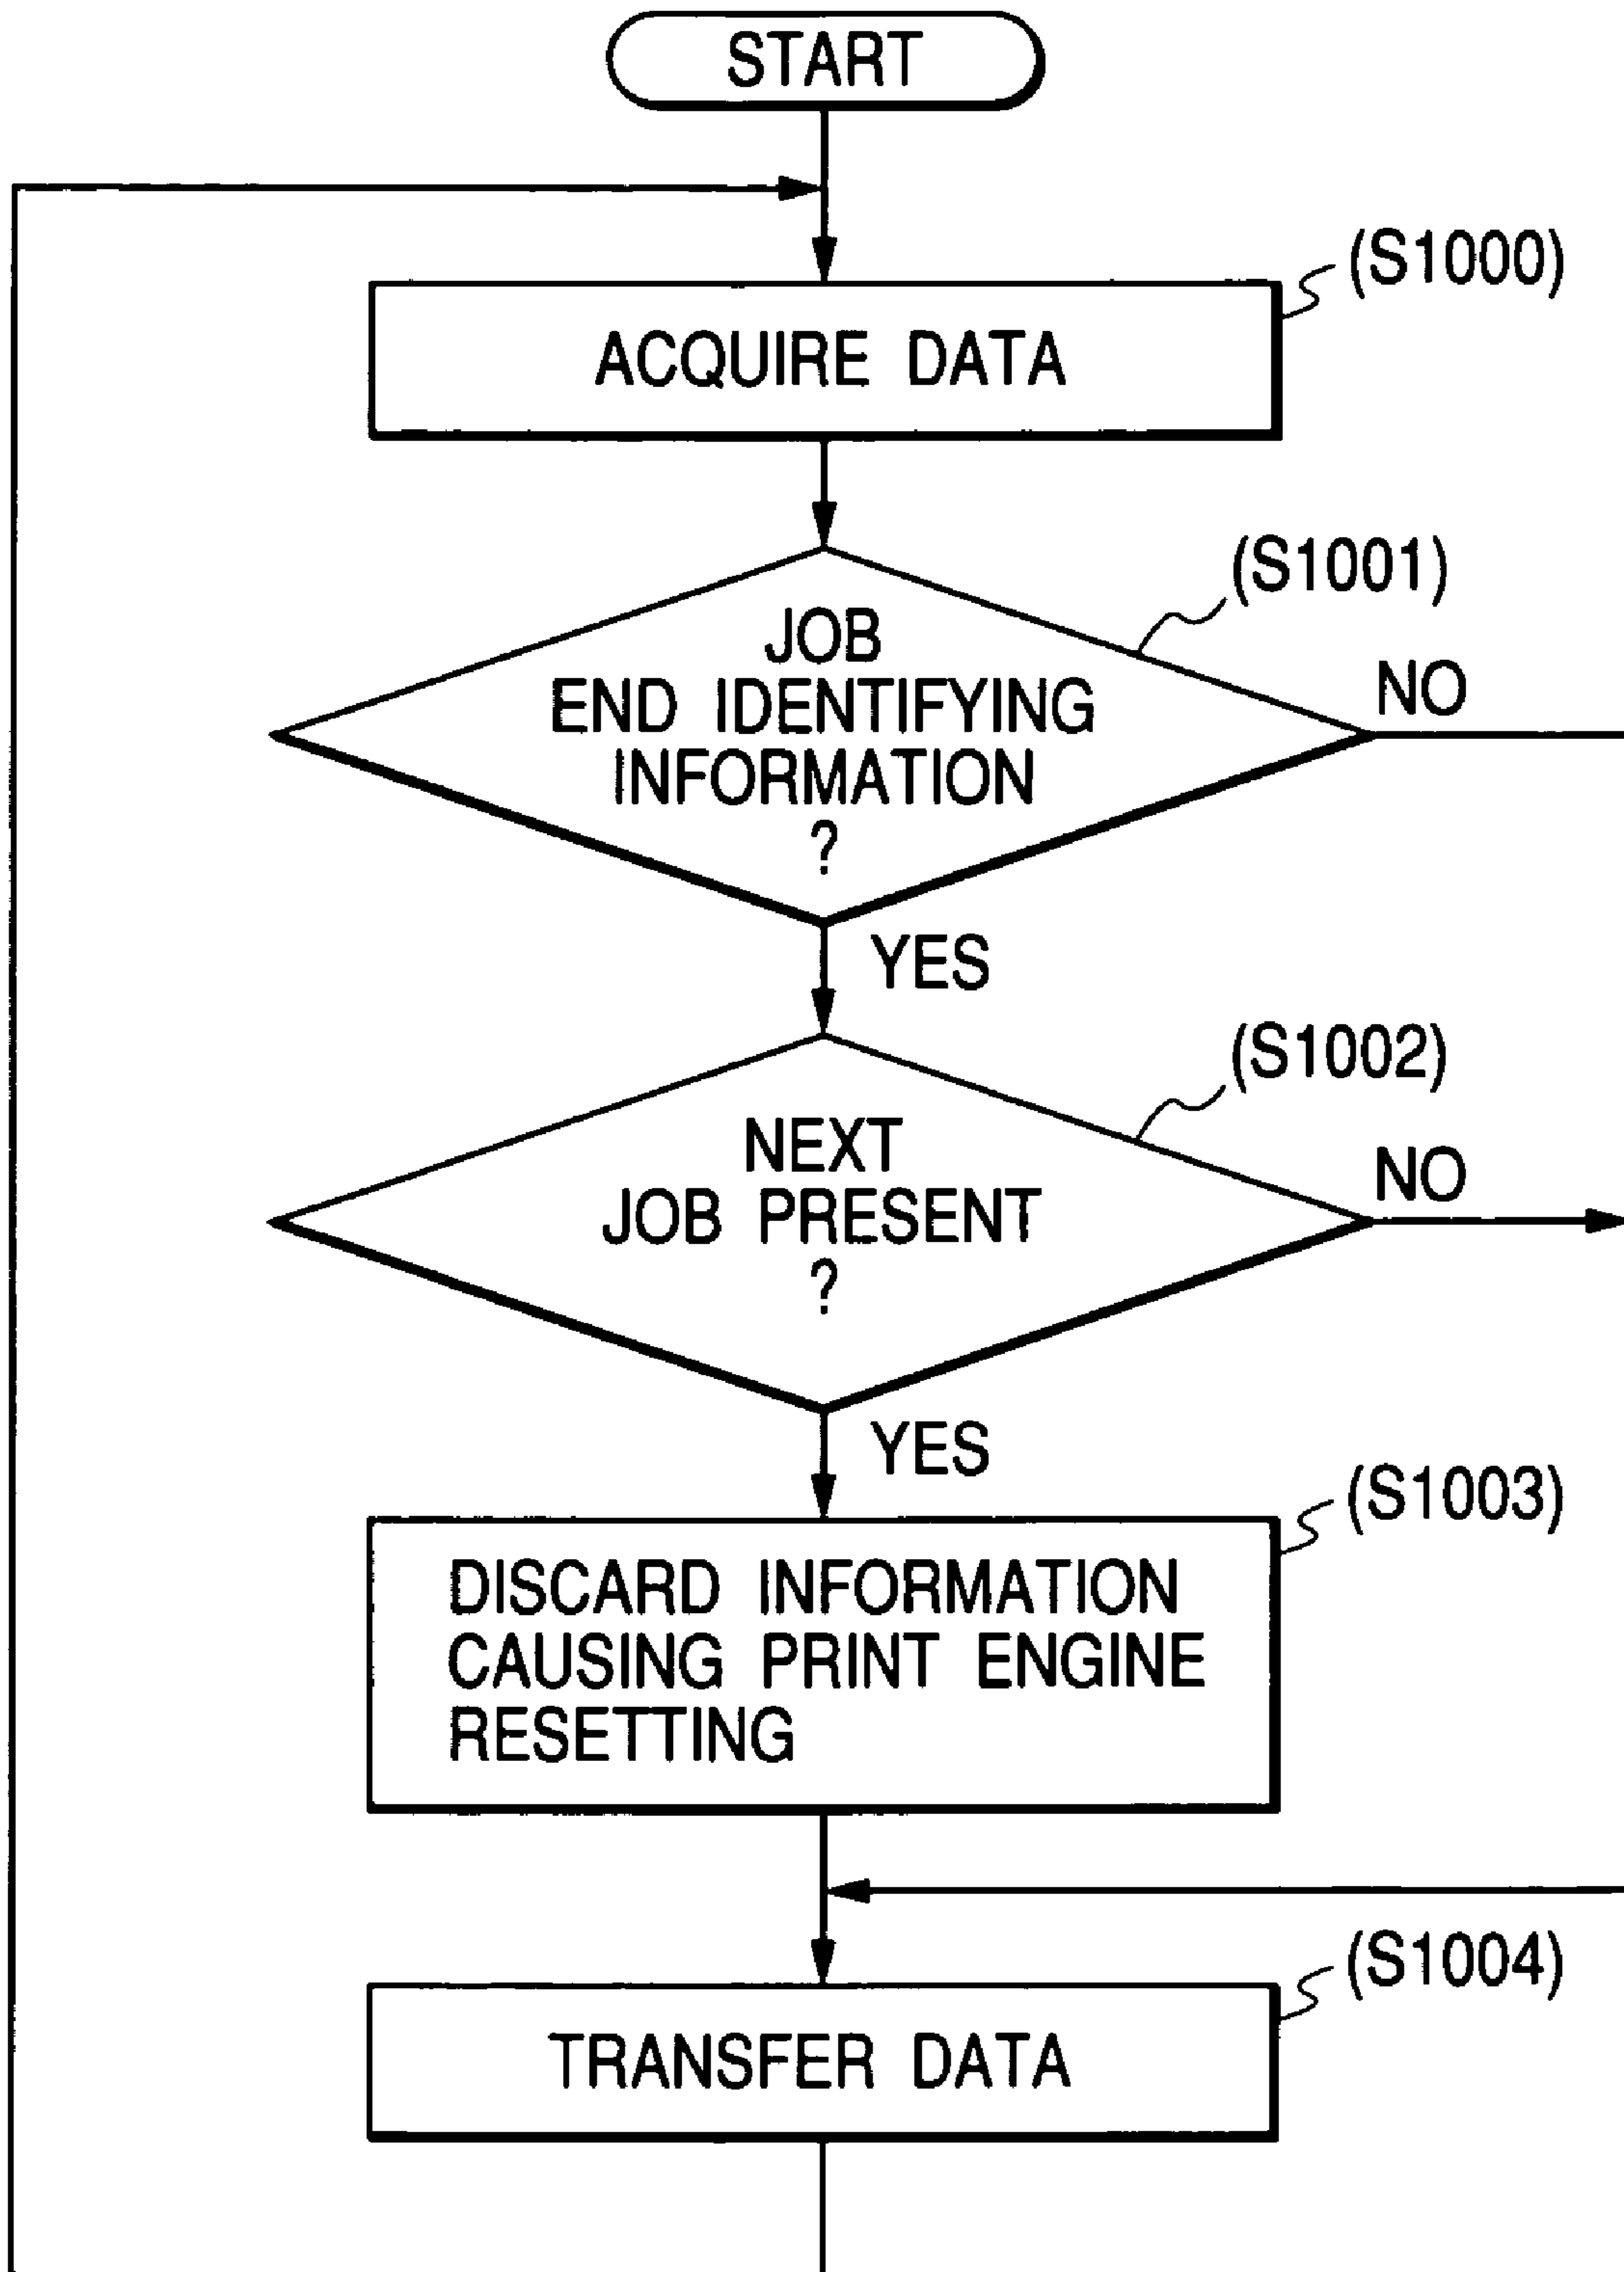 START
(S1000)
ACQUIRE DATA
(S1001)
JOB
END IDENTIFYING
INFORMATION
?
NO
YES
(S1002)
NEXT
JOB PRESENT
?
NO
YES
(S1003)
DISCARD INFORMATION
CAUSING PRINT ENGINE
RESETTING
(S1004)
TRANSFER DATA